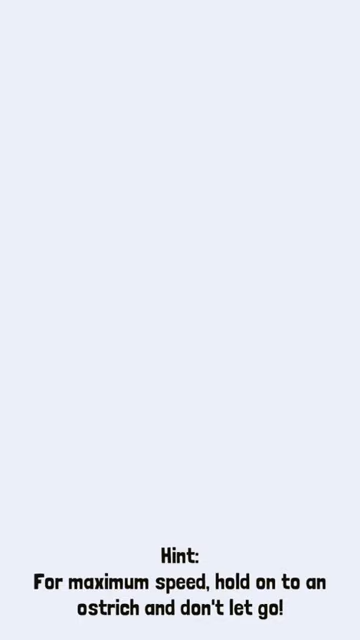 Hint:
For maximum speed, hold on to an
ostrich and don't let go!